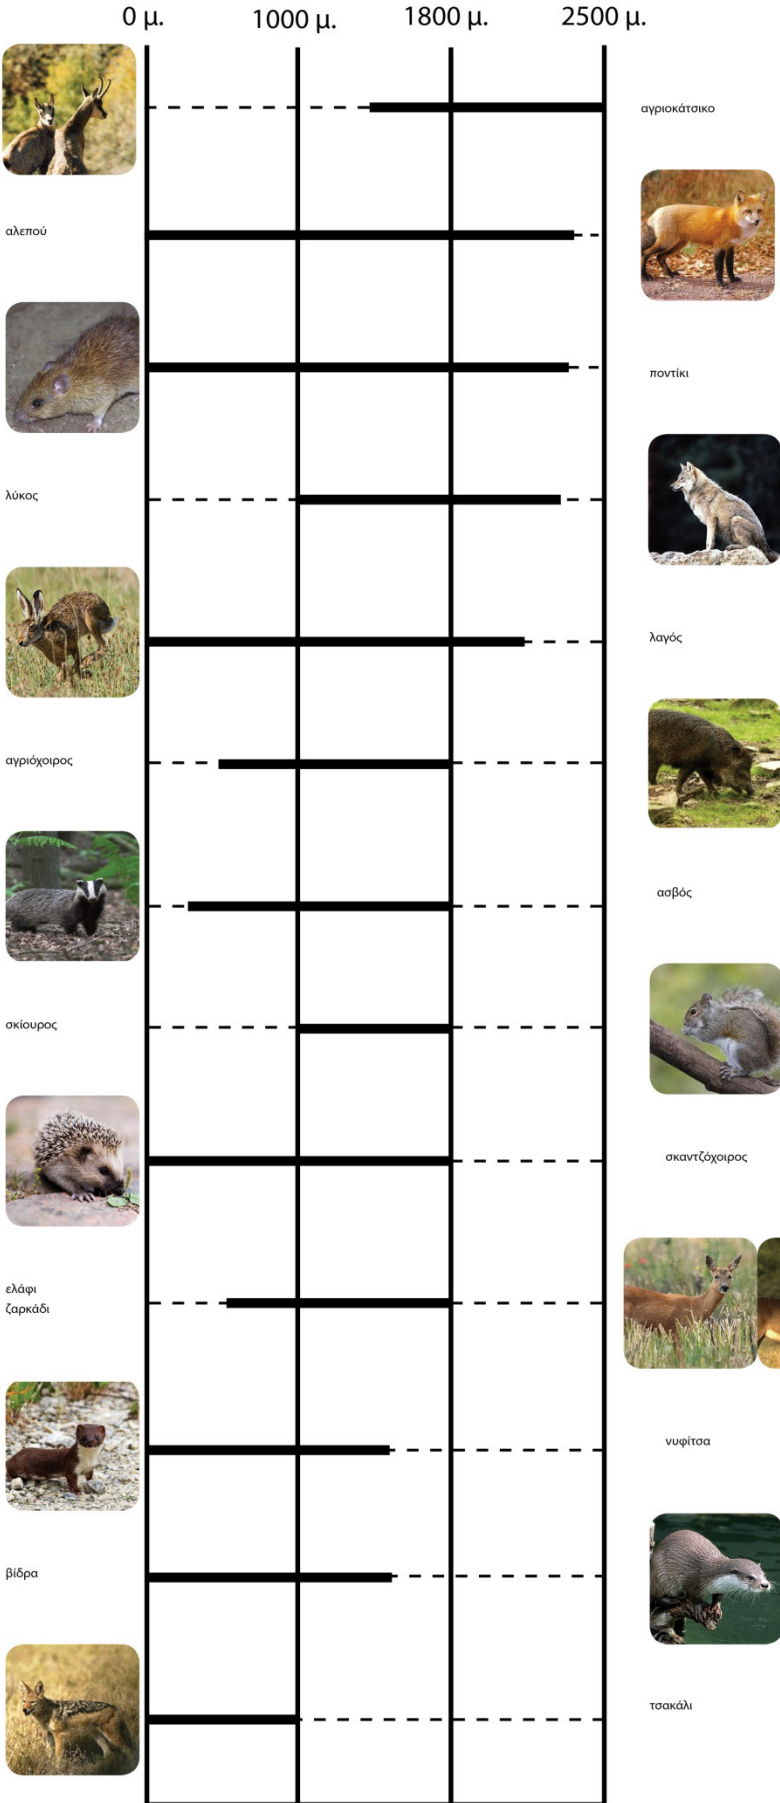 0 μ.
1000 μ.
1800 μ.
2500 μ.
αγριοκάτσικο
αλεπού
ποντίκι
λύκος
λαγός
αγριόχοιρος
ασβός
σκίουρος
σκαντζόχοιρος
ελάφι
ζαρκάδι
νυφίτσα
βίδρα
τσακάλι